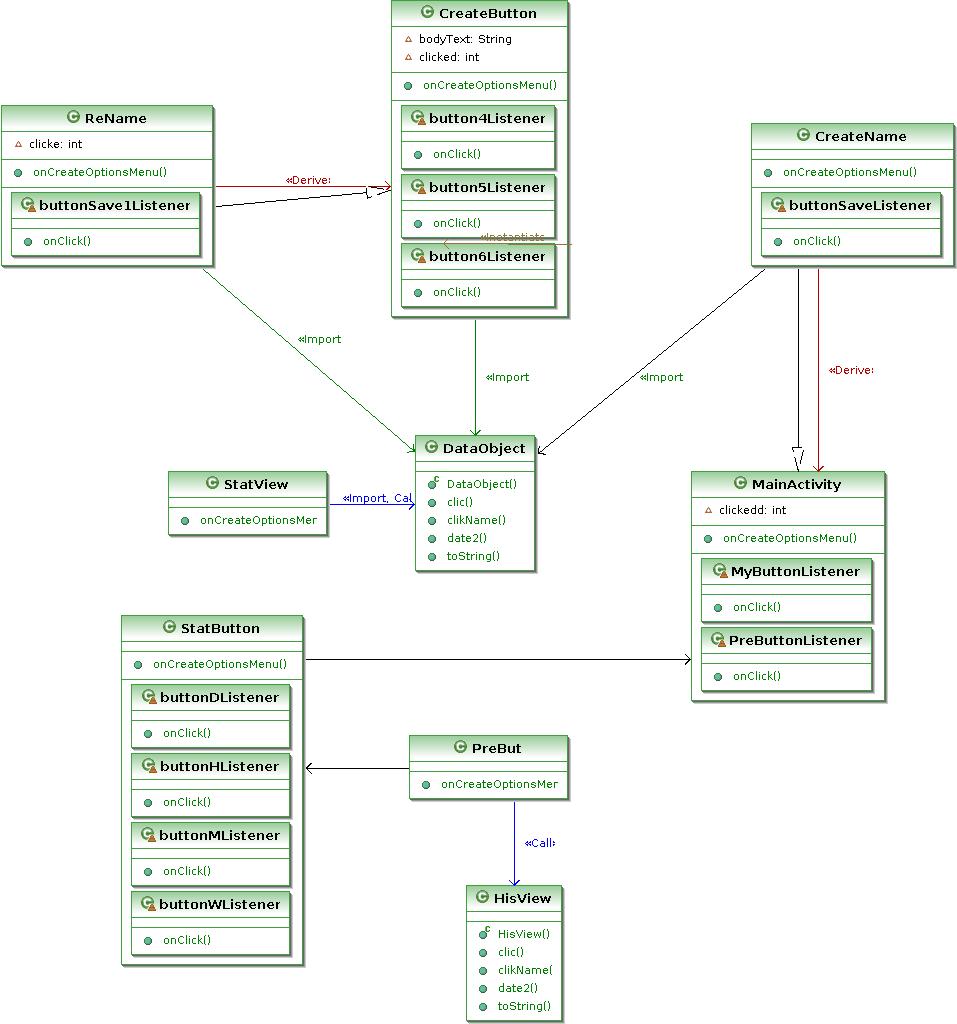 CreateButton
bodyText: String
clicked: int
onCreateOptionsMenu()
button4Listener
onClick()
button5Listener
onClick()
«Instantiate
button6Listener
onClick()
ReName
clicke: int
onCreateOptionsMenu()
buttonSave1Listener
onClick()
«Derive:
CreateName
onCreateOptionsMenu()
buttonSaveListener
onClick()
«Import
«Import
«Import
«Derive:
DataObject
DataObject()
clic()
clikName()
date2()
toString()
StatView
onCreateOptionsMer
«Import, Cal
MainActivity
clickedd: int
onCreateOptionsMenu()
MyButtonListener
onClick()
PreButtonListener
onClick()
StatButton
onCreateOptionsMenu()
buttonDListener
onClick()
buttonHListener
onClick()
buttonMListener
onClick()
buttonWListener
onClick()
PreBut
onCreateOptionsMer
«Call:
HisView
HisView()
clic()
clikName(
date2()
toString()